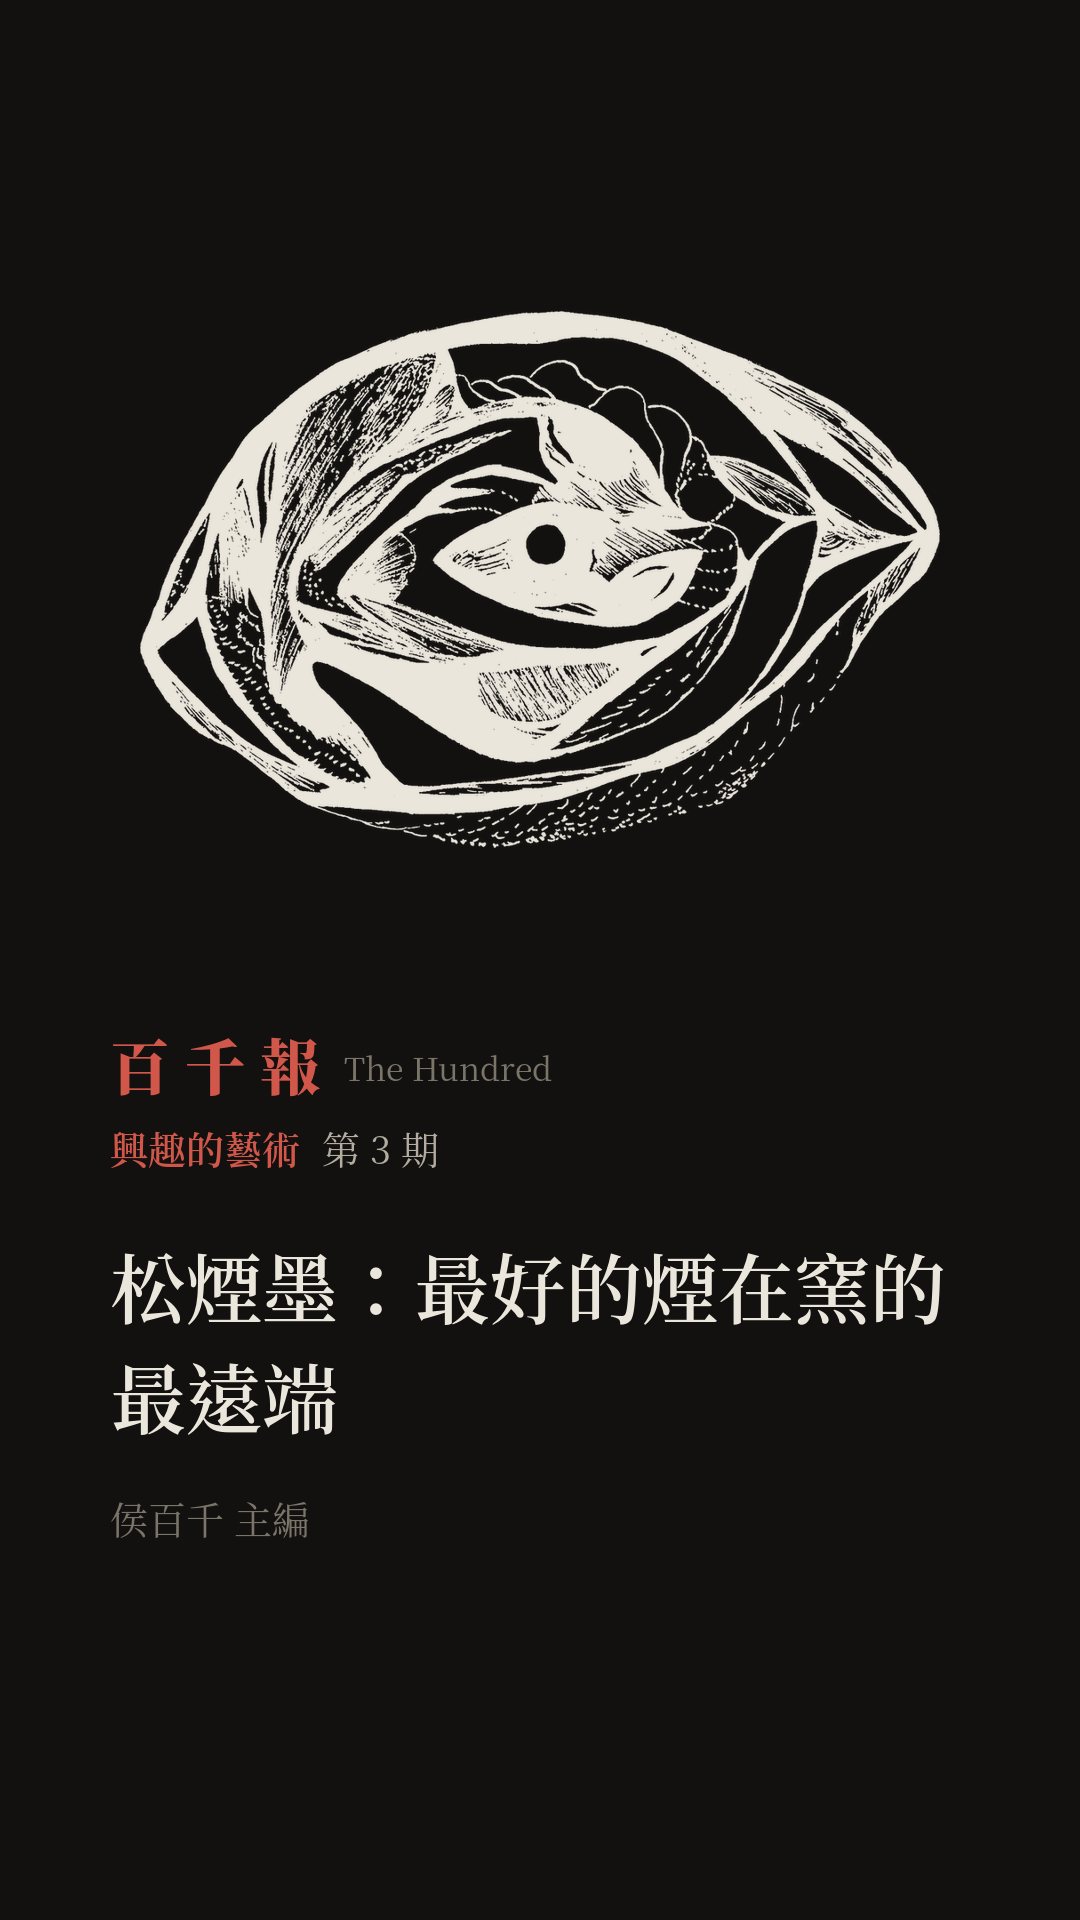 百千報 The Hundred
興趣的藝術 第 3 期
松煙墨：最好的煙在窯的
最遠端
侯百千 主編